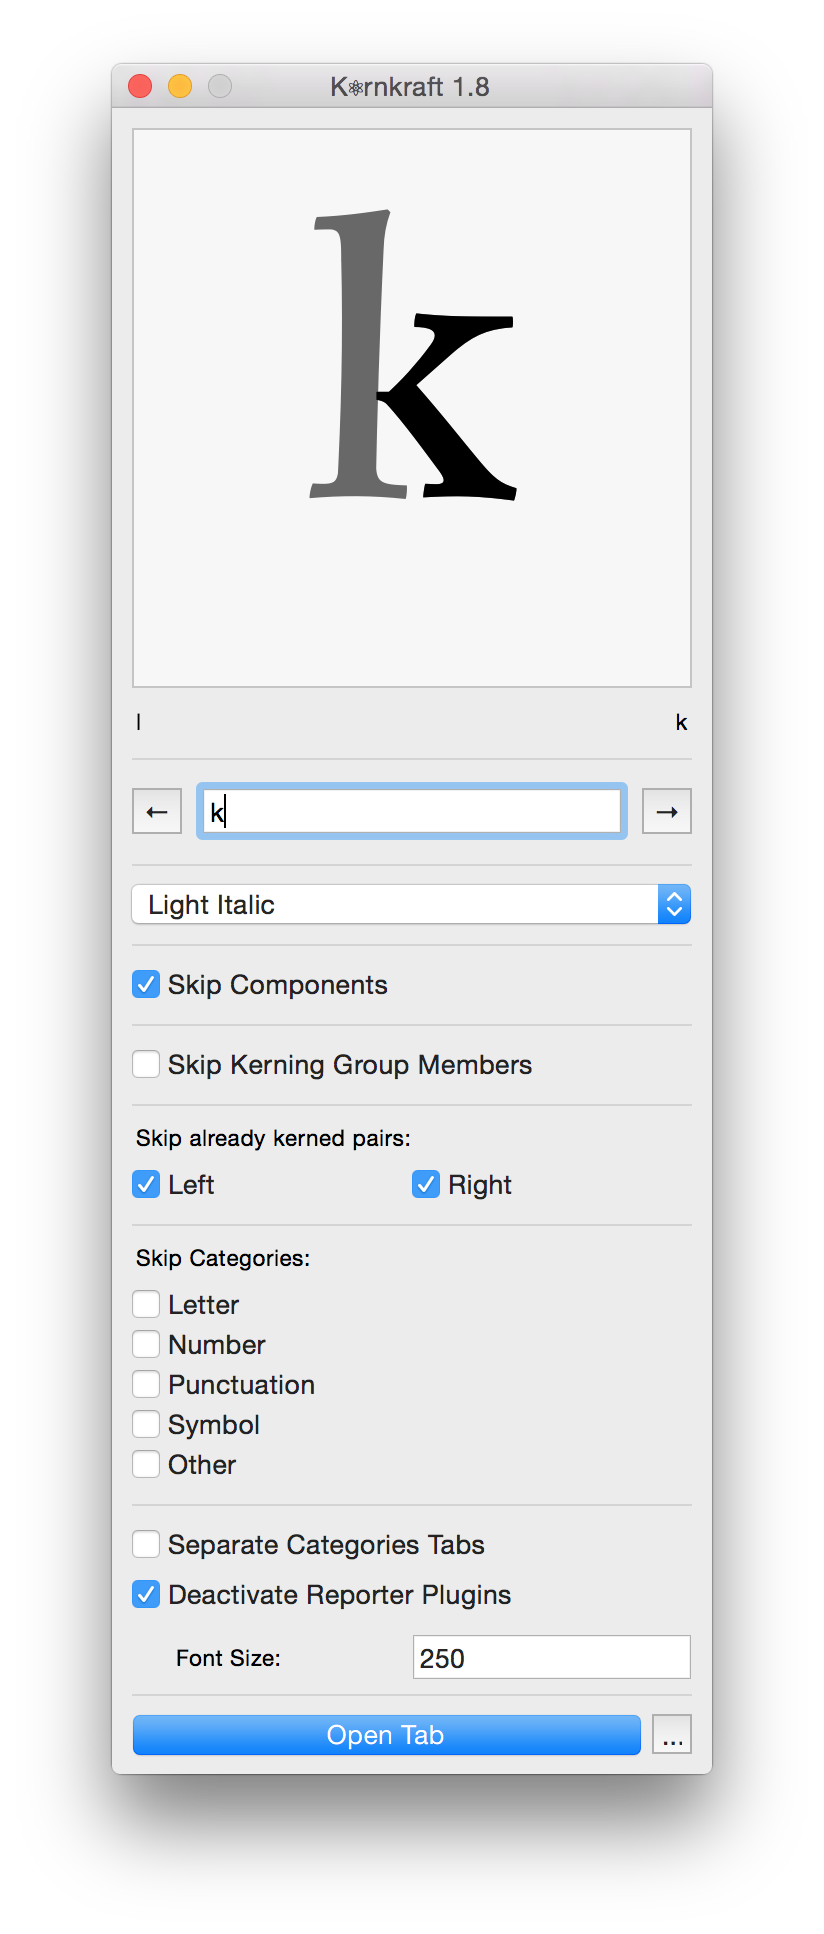 K⚛rnkraft 1.8
k
l k
← k →
Light Italic
Skip Components
Skip Kerning Group Members
Skip already kerned pairs:
Left Right
Skip Categories:
Letter
Number
Punctuation
Symbol
Other
Separate Categories Tabs
Deactivate Reporter Plugins
Font Size: 250
Open Tab ...